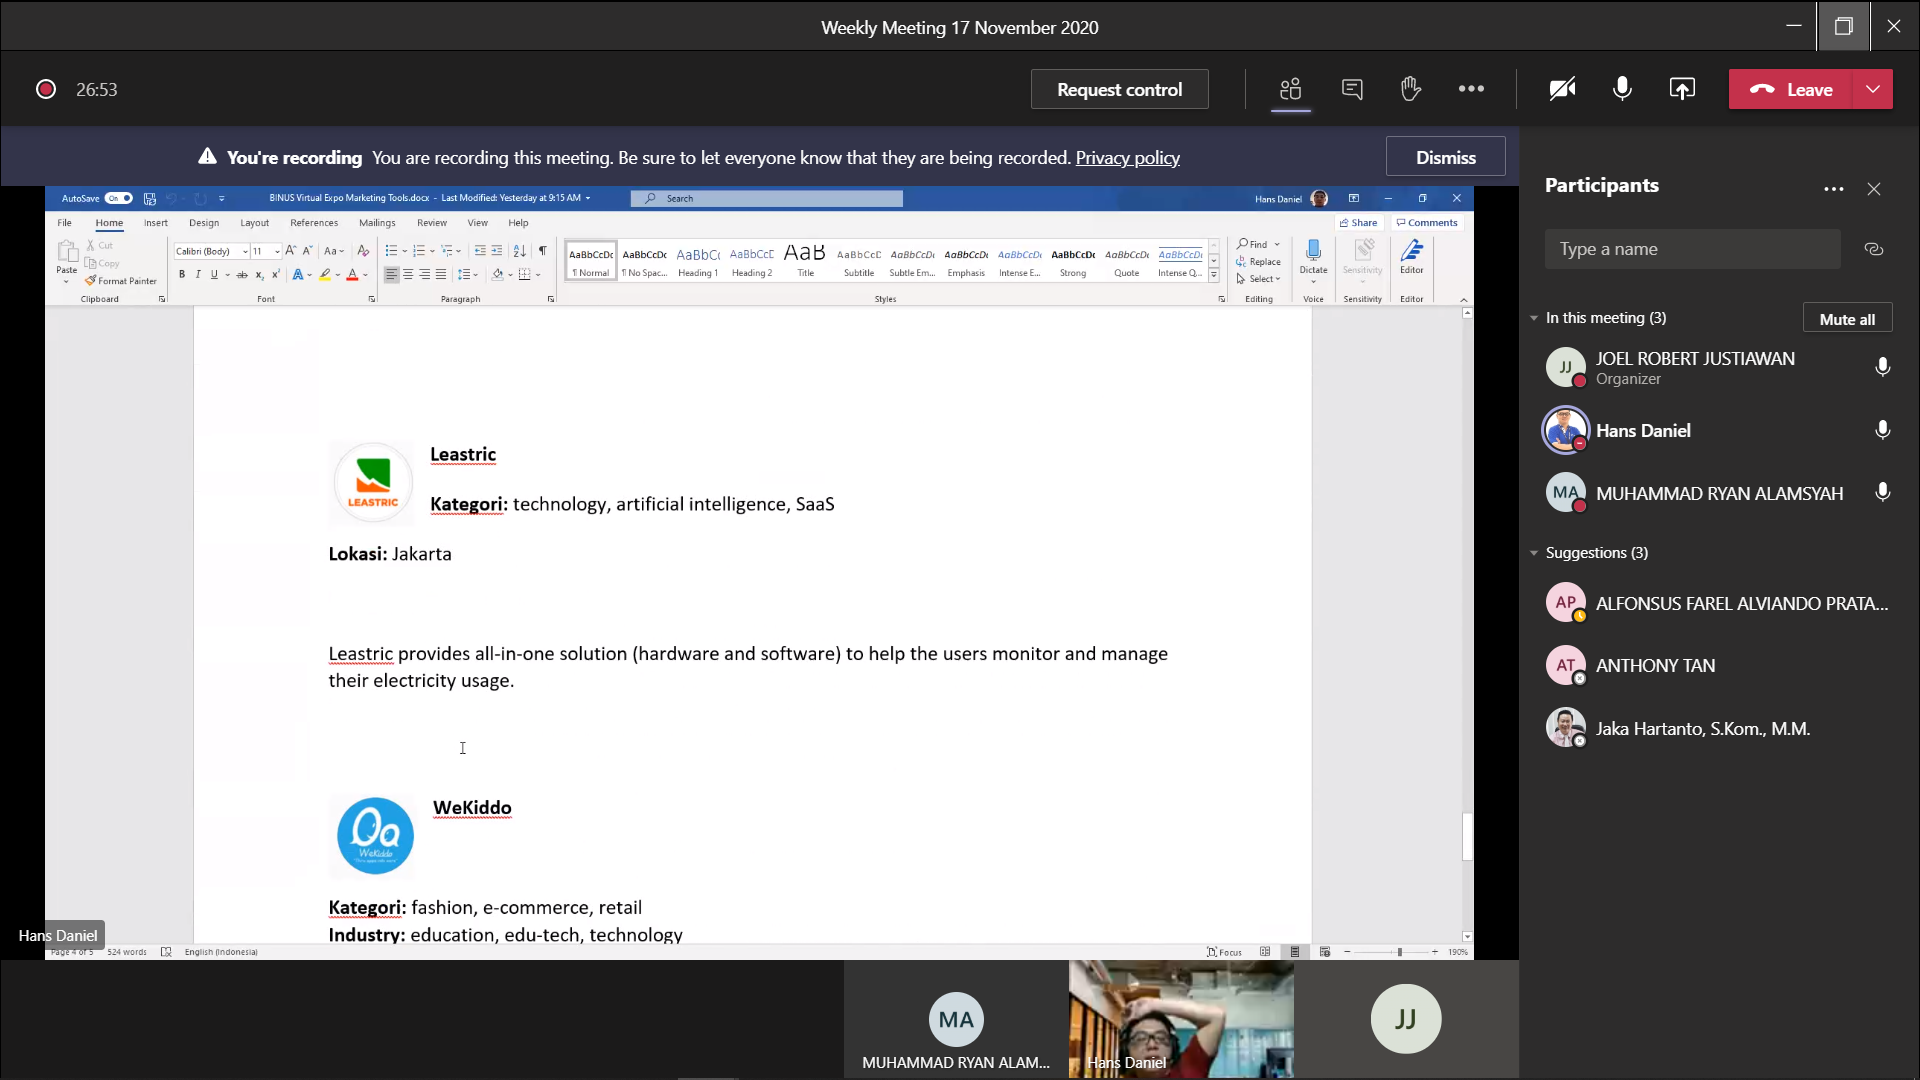 Weekly Meeting 17 November 2020
26:53
Request control
Leave
You're recording You are recording this meeting. Be sure to let everyone know that they are being recorded. Privacy policy
Dismiss
AutoSave On
BINUS Virtual Expo Marketing Tools.docx - Last Modified: Yesterday at 9:15 AM
Search
Hans Daniel
File Home Insert Design Layout References Mailings Review View Help
Share Comments
Paste
Cut
Copy
Format Painter
Clipboard
Calibri (Body) 11
Font
Paragraph
AaBbCcDc AaBbCcDc AaBbCc AaBbCcD AaB AaBbCcD AaBbCcDc AaBbCcDc AaBbCcDc AaBbCcDc AaBbCcDc AaBbCcDc
¶ Normal ¶ No Spac... Heading 1 Heading 2 Title Subtitle Subtle Em... Emphasis Intense E... Strong Quote Intense Q...
Styles
Find
Replace
Select
Editing
Dictate
Voice
Sensitivity
Sensitivity
Editor
Editor
LEASTRIC
Leastric
Kategori: technology, artificial intelligence, SaaS
Lokasi: Jakarta
Leastric provides all-in-one solution (hardware and software) to help the users monitor and manage
their electricity usage.
WeKiddo
WeKiddo
Kategori: fashion, e-commerce, retail
Industry: education, edu-tech, technology
Hans Daniel
Page 4 of 5 524 words English (Indonesia)
Focus
190%
MA
MUHAMMAD RYAN ALAM...
Hans Daniel
JJ
Participants
Type a name
In this meeting (3)
Mute all
JJ
JOEL ROBERT JUSTIAWAN
Organizer
Hans Daniel
MA
MUHAMMAD RYAN ALAMSYAH
Suggestions (3)
AP
ALFONSUS FAREL ALVIANDO PRATA...
AT
ANTHONY TAN
Jaka Hartanto, S.Kom., M.M.